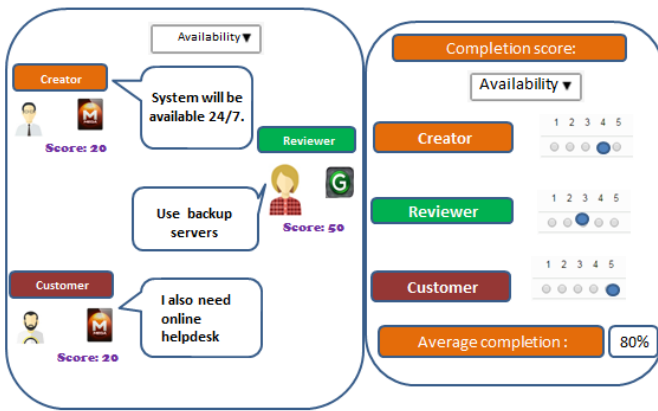 Availability▼
Creator
System will be
available 24/7.
Score: 20
Reviewer
G
Use backup
servers
Score: 50
Customer
I also need
online
helpdesk
M
Score: 20
Completion score:
Availability ▼
Creator
1 2 3 4 5
Reviewer
1 2 3 4 5
Customer
1 2 3 4 5
Average completion :
80%